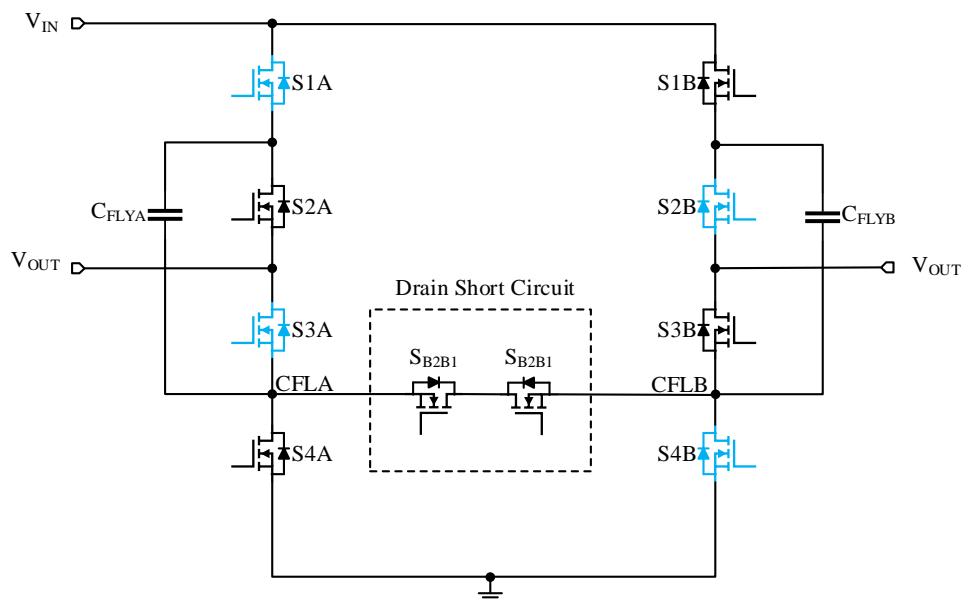 VIN
S1A
S1B
CFLYA
S2A
S2B
CFLYB
VOUT
VOUT
Drain Short Circuit
S3A
S3B
SB2B1
SB2B1
CFLA
CFLB
S4A
S4B